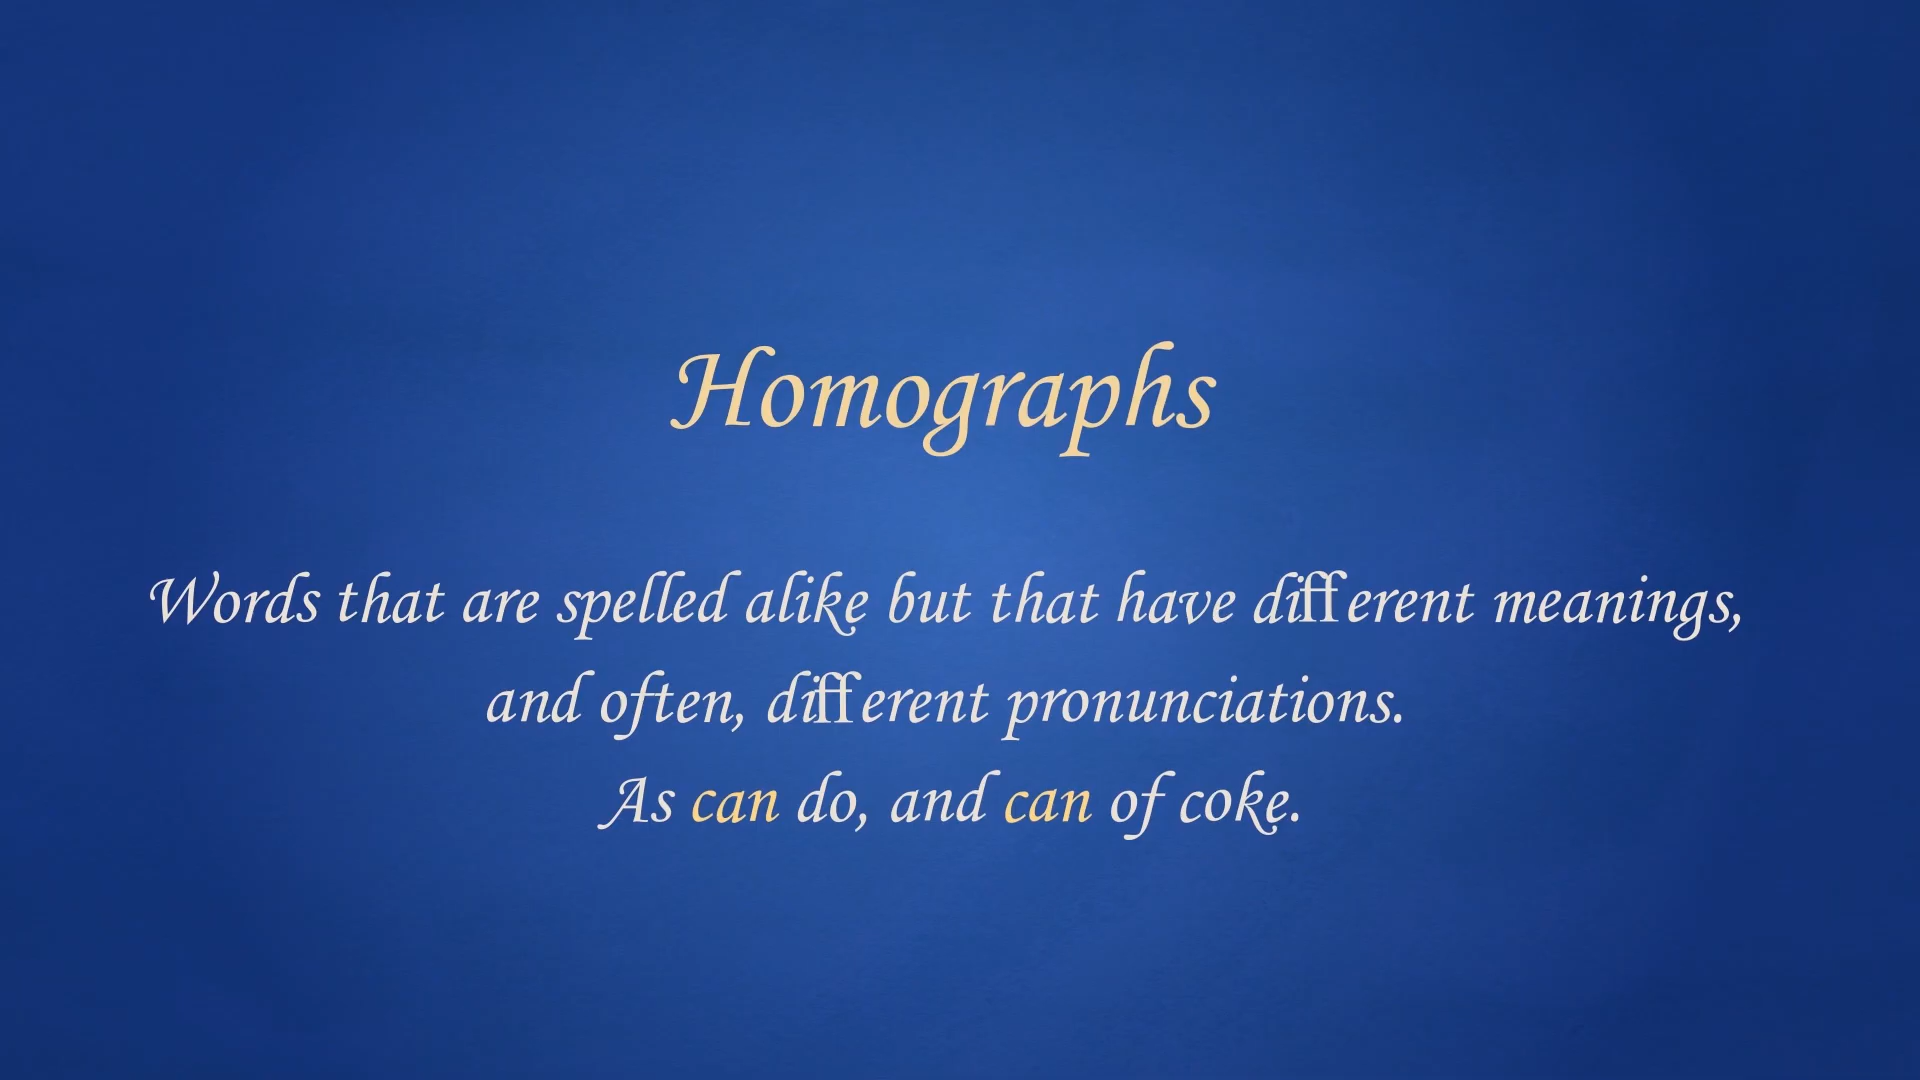 Homographs
Words that are spelled alike but that have different meanings,
and often, different pronunciations.
As can do, and can of coke.